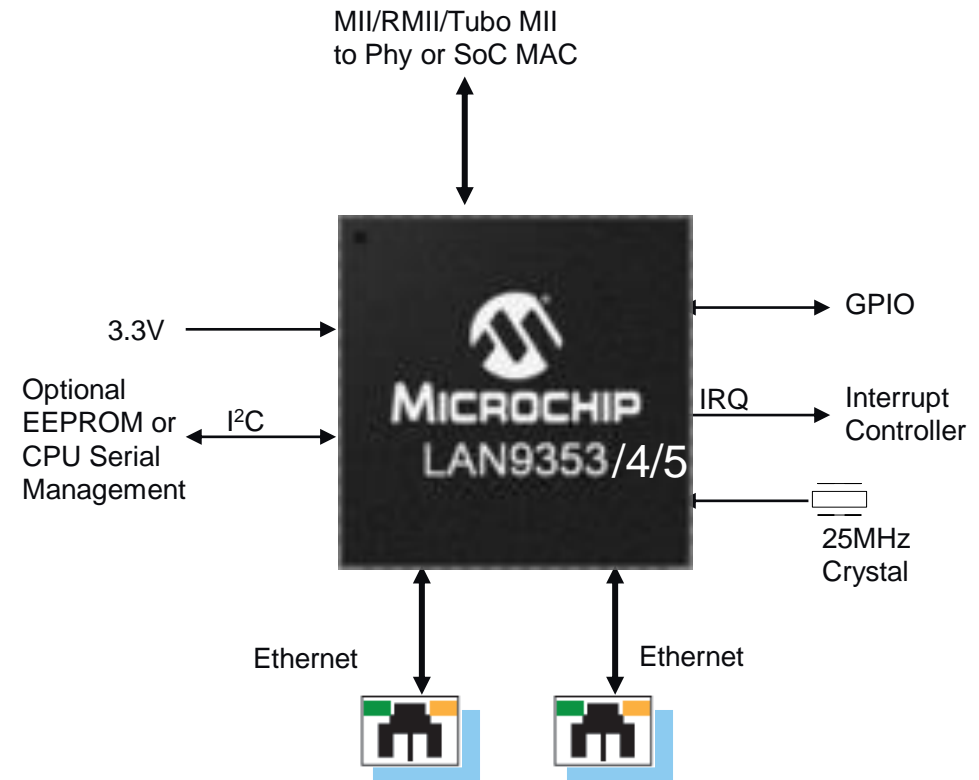 MII/RMII/Tubo MII
to Phy or SoC MAC
3.3V
GPIO
Optional
EEPROM or
CPU Serial
Management
I²C
MICROCHIP
LAN9353/4/5
IRQ
Interrupt
Controller
25MHz
Crystal
Ethernet
Ethernet